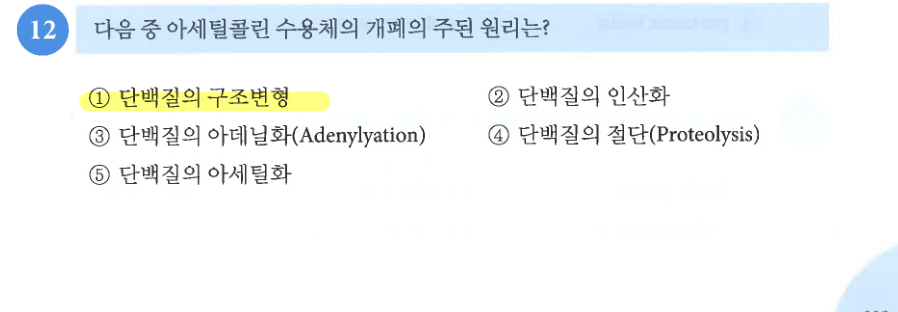 12 다음 중 아세틸콜린 수용체의 개폐의 주된 원리는?
① 단백질의 구조변형 ② 단백질의 인산화
③ 단백질의 아데닐화(Adenylyation) ④ 단백질의 절단(Proteolysis)
⑤ 단백질의 아세틸화